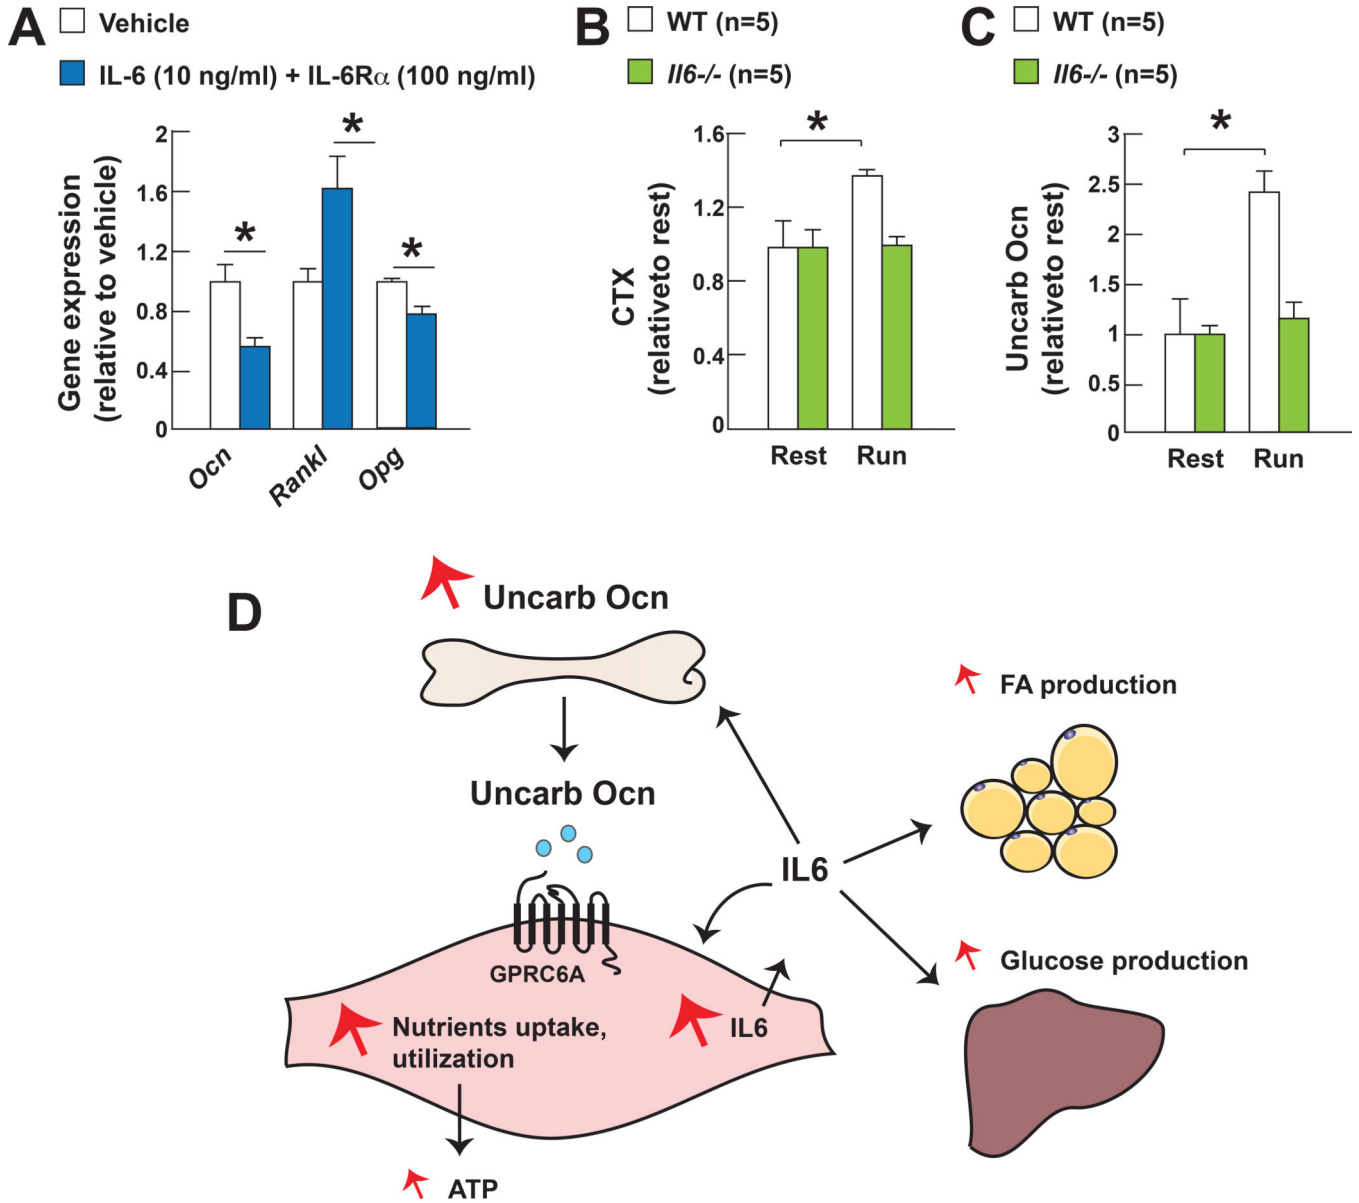 A
Vehicle
IL-6 (10 ng/ml) + IL-6Rα (100 ng/ml)
*
*
*
Gene expression
(relative to vehicle)
2
1.6
1.2
0.8
0.4
0
Ocn
Rankl
Opg
B
WT (n=5)
Il6-/- (n=5)
*
CTX
(relativeto rest)
1.6
1.2
0.8
0.4
0
Rest Run
C
WT (n=5)
Il6-/- (n=5)
*
Uncarb Ocn
(relativeto rest)
3
2.5
2
1.5
1
0.5
0
Rest Run
D
Uncarb Ocn
Uncarb Ocn
FA production
IL6
GPRC6A
Glucose production
Nutrients uptake,
utilization
IL6
ATP